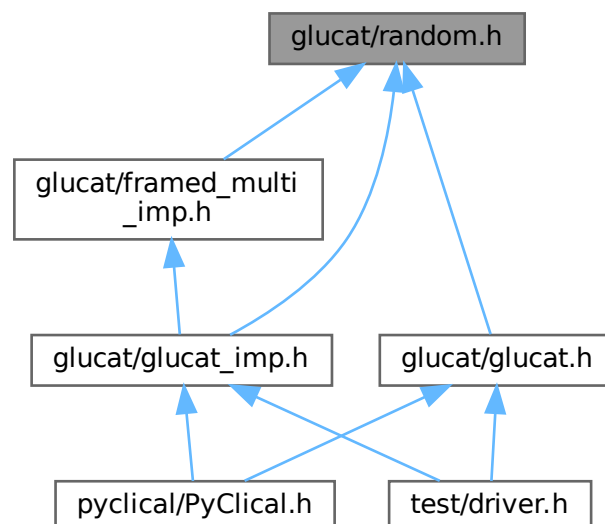 glucat/random.h
glucat/framed_multi
_imp.h
glucat/glucat_imp.h
glucat/glucat.h
pyclical/PyClical.h
test/driver.h